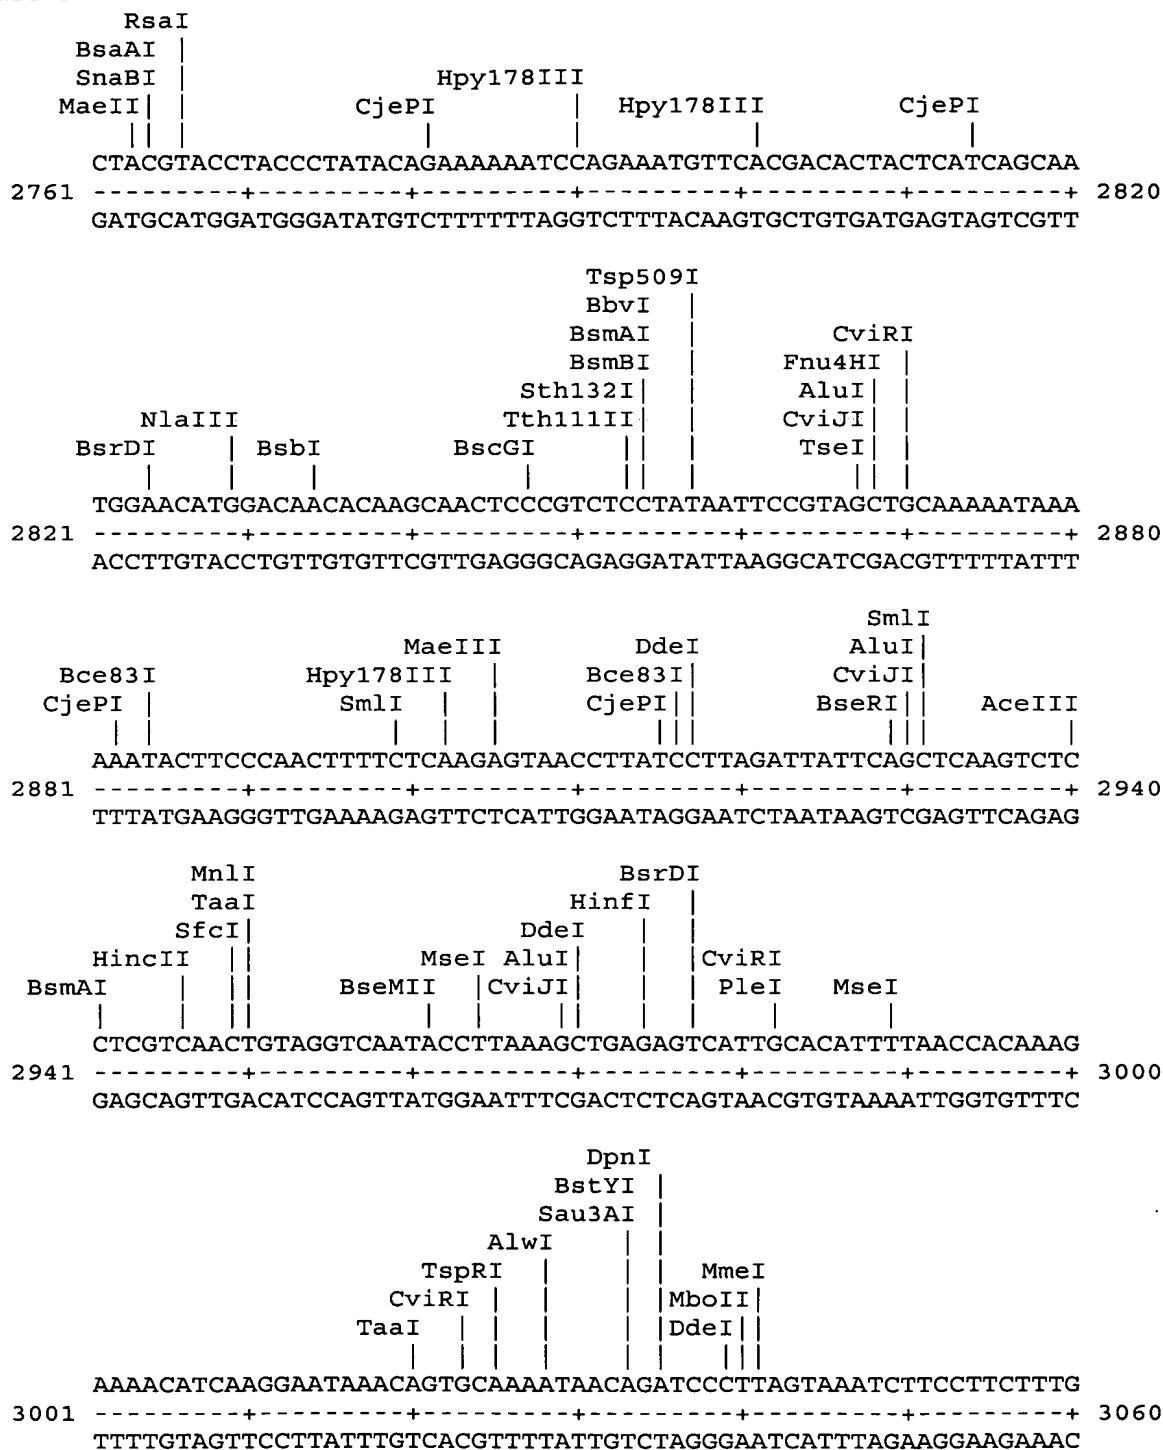 RsaI
BsaAI |
SnaBI |
MaeII| | CjePI Hpy178III Hpy178III CjePI
CTACGTACCTACCCTATACAGAAAAAATCCAGAAATGTTCACGACACTACTCATCAGCAA
2761 ---------+---------+---------+---------+---------+---------+ 2820
GATGCATGGATGGGATATGTCTTTTTTAGGTCTTTACAAGTGCTGTGATGAGTAGTCGTT
Tsp509I
BbvI |
BsmAI | CviRI
BsmBI | Fnu4HI |
Sth132I| | AluI| |
NlaIII Tth111II| | CviJI| |
BsrDI | BsbI BscGI || | TseI| |
TGGAACATGGACAACACAAGCAACTCCCGTCTCCTATAATTCCGTAGCTGCAAAAATAAA
2821 ---------+---------+---------+---------+---------+---------+ 2880
ACCTTGTACCTGTTGTGTTCGTTGAGGGCAGAGGATATTAAGGCATCGACGTTTTTATTT
SmlI
MaeIII DdeI AluI|
Bce83I Hpy178III | Bce83I| CviJI|
CjePI | SmlI | | CjePI|| BseRI|| AceIII
AAATACTTCCCAACTTTTCTCAAGAGTAACCTTATCCTTAGATTATTCAGCTCAAGTCTC
2881 ---------+---------+---------+---------+---------+---------+ 2940
TTTATGAAGGGTTGAAAAGAGTTCTCATTGGAATAGGAATCTAATAAGTCGAGTTCAGAG
MnlI BsrDI
TaaI HinfI |
SfcI| DdeI | |
HincII || MseI AluI| | |CviRI
BsmAI | || BseMII |CviJI| | | PleI MseI
CTCGTCAACTGTAGGTCAATACCTTAAAGCTGAGAGTCATTGCACATTTTAACCACAAAG
2941 ---------+---------+---------+---------+---------+---------+ 3000
GAGCAGTTGACATCCAGTTATGGAATTTCGACTCTCAGTAACGTGTAAAATTGGTGTTTC
DpnI
BstYI |
Sau3AI |
AlwI | |
TspRI | | | MmeI
CviRI | | | |MboII|
TaaI | | | | | DdeI||
AAAACATCAAGGAATAAACAGTGCAAAATAACAGATCCCTTAGTAAATCTTCCTTCTTTG
3001 ---------+---------+---------+---------+---------+---------+ 3060
TTTTGTAGTTCCTTATTTGTCACGTTTTATTGTCTAGGGAATCATTTAGAAGGAAGAAAC